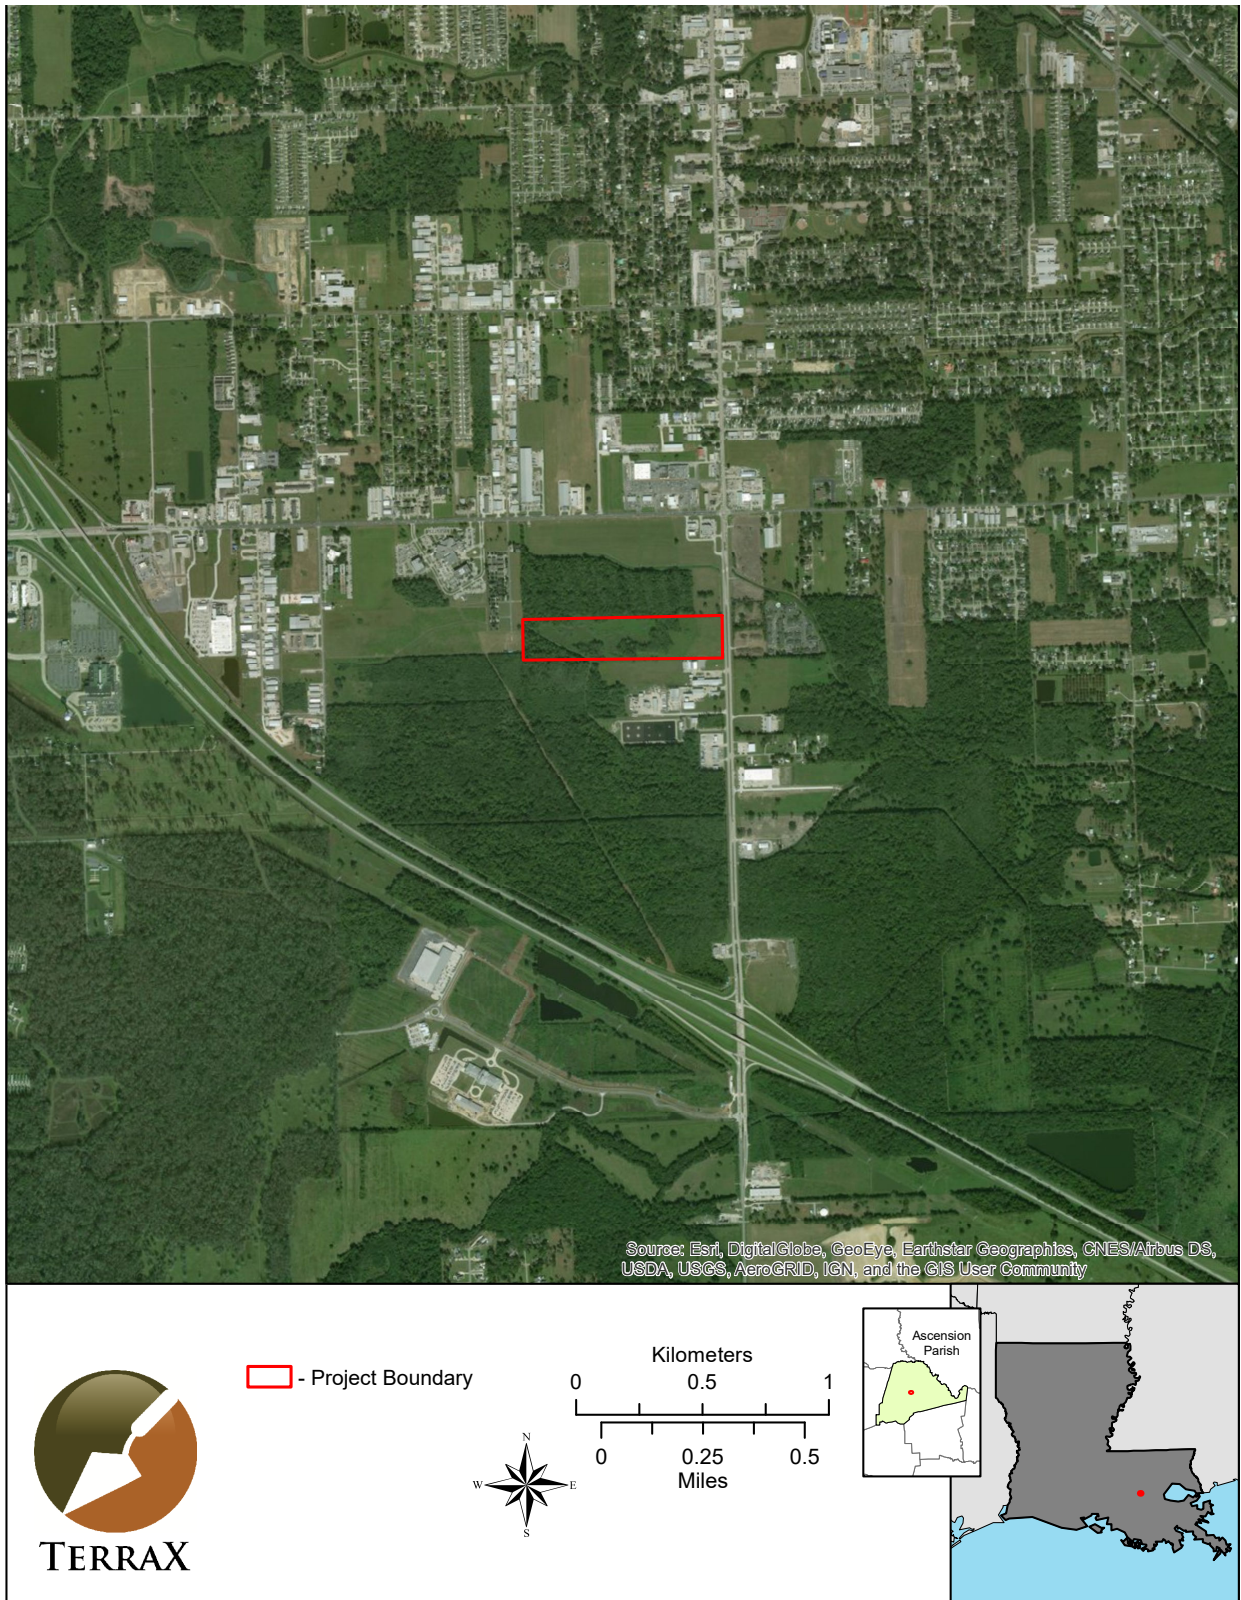 Source: Esri, DigitalGlobe, GeoEye, Earthstar Geographics, CNES/Airbus DS,
USDA, USGS, AeroGRID, IGN, and the GIS User Community
- Project Boundary
Kilometers
0 0.5 1
0 0.25 0.5
Miles
N
W E
S
Ascension
Parish
TERRAX